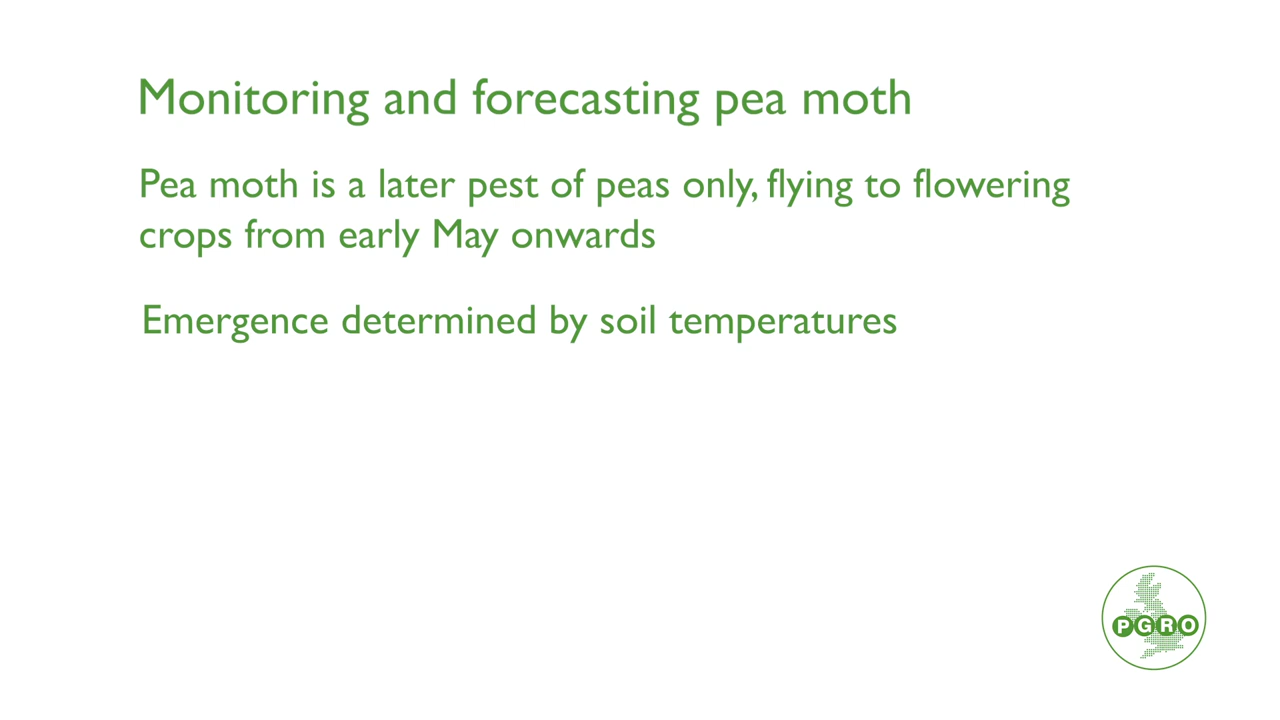 Monitoring and forecasting pea moth
Pea moth is a later pest of peas only, flying to flowering
crops from early May onwards
Emergence determined by soil temperatures
PGRO